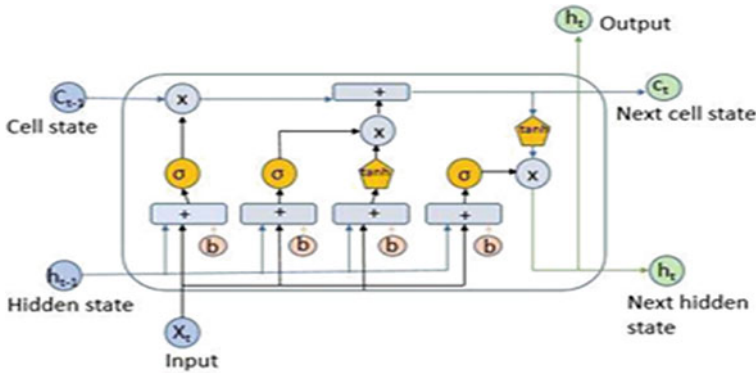 hₜ Output
Cₜ₋₁ x + cₜ
Cell state
Next cell state
x
tanh
σ σ tanh σ x
+ + + +
b b b b
hₜ₋₁ hₜ
Hidden state
Next hidden
state
Xₜ
Input